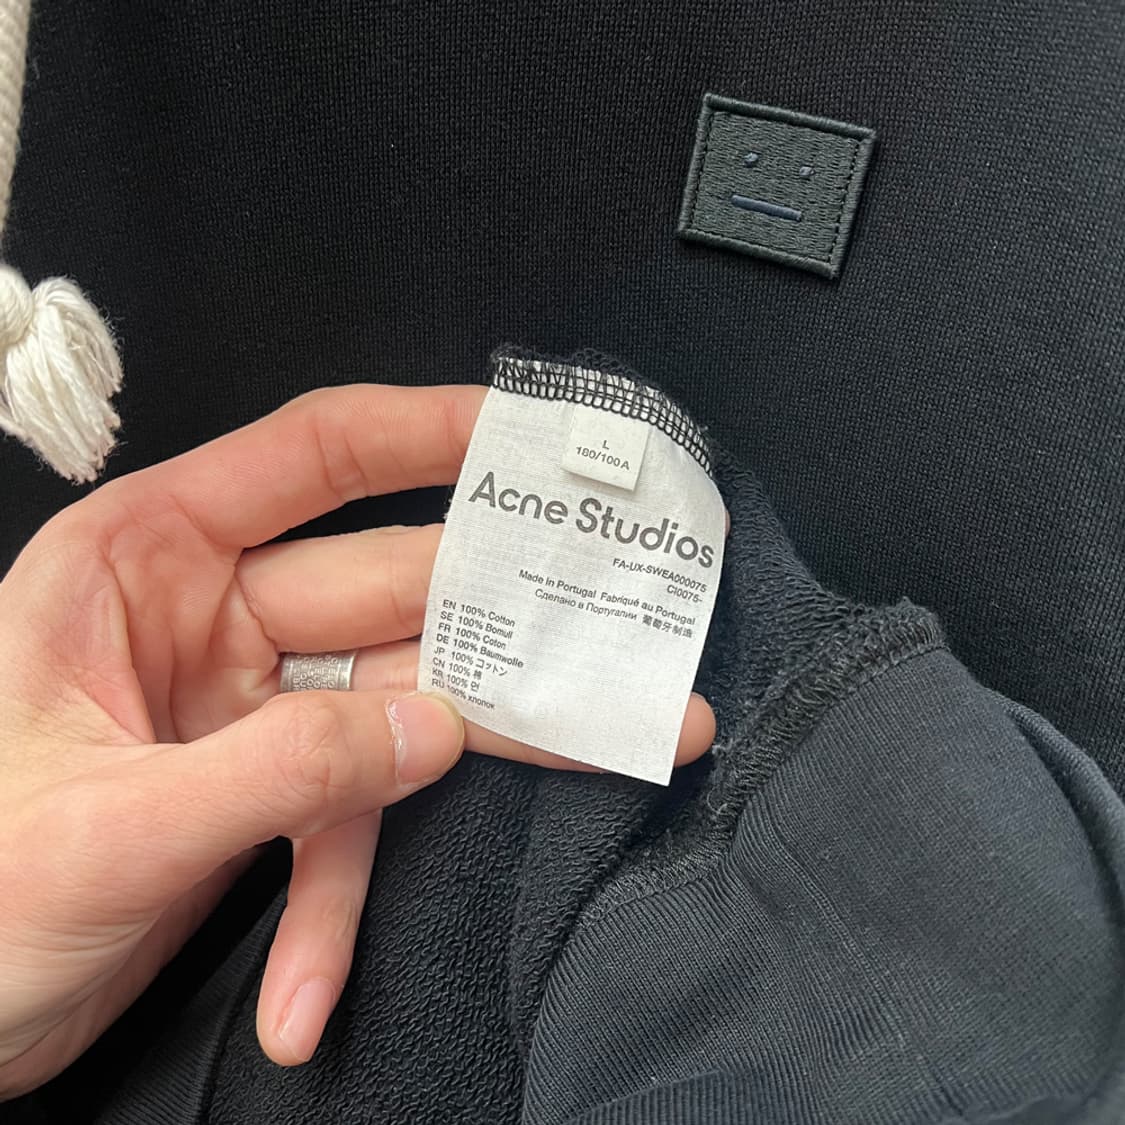 L
180/100A
Acne Studios
FA-UX-SWEA000075
CI0075-
Made in Portugal Fabriqué au Portugal
Сделано в Португалии 葡萄牙制造
EN 100% Cotton
SE 100% Bomull
FR 100% Coton
DE 100% Baumwolle
JP 100% コットン
CN 100% 棉
KR 100% 면
RU 100% хлопок